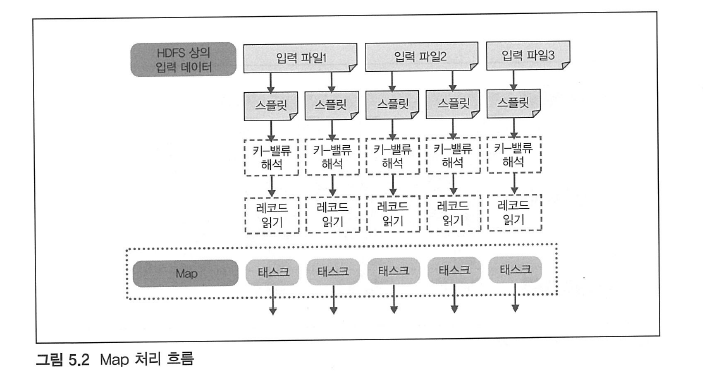 HDFS 상의
입력 데이터
입력 파일1
입력 파일2
입력 파일3
스플릿
스플릿
스플릿
스플릿
스플릿
키-밸류
해석
키-밸류
해석
키-밸류
해석
키-밸류
해석
키-밸류
해석
레코드
읽기
레코드
읽기
레코드
읽기
레코드
읽기
레코드
읽기
Map
태스크
태스크
태스크
태스크
태스크
그림 5.2 Map 처리 흐름